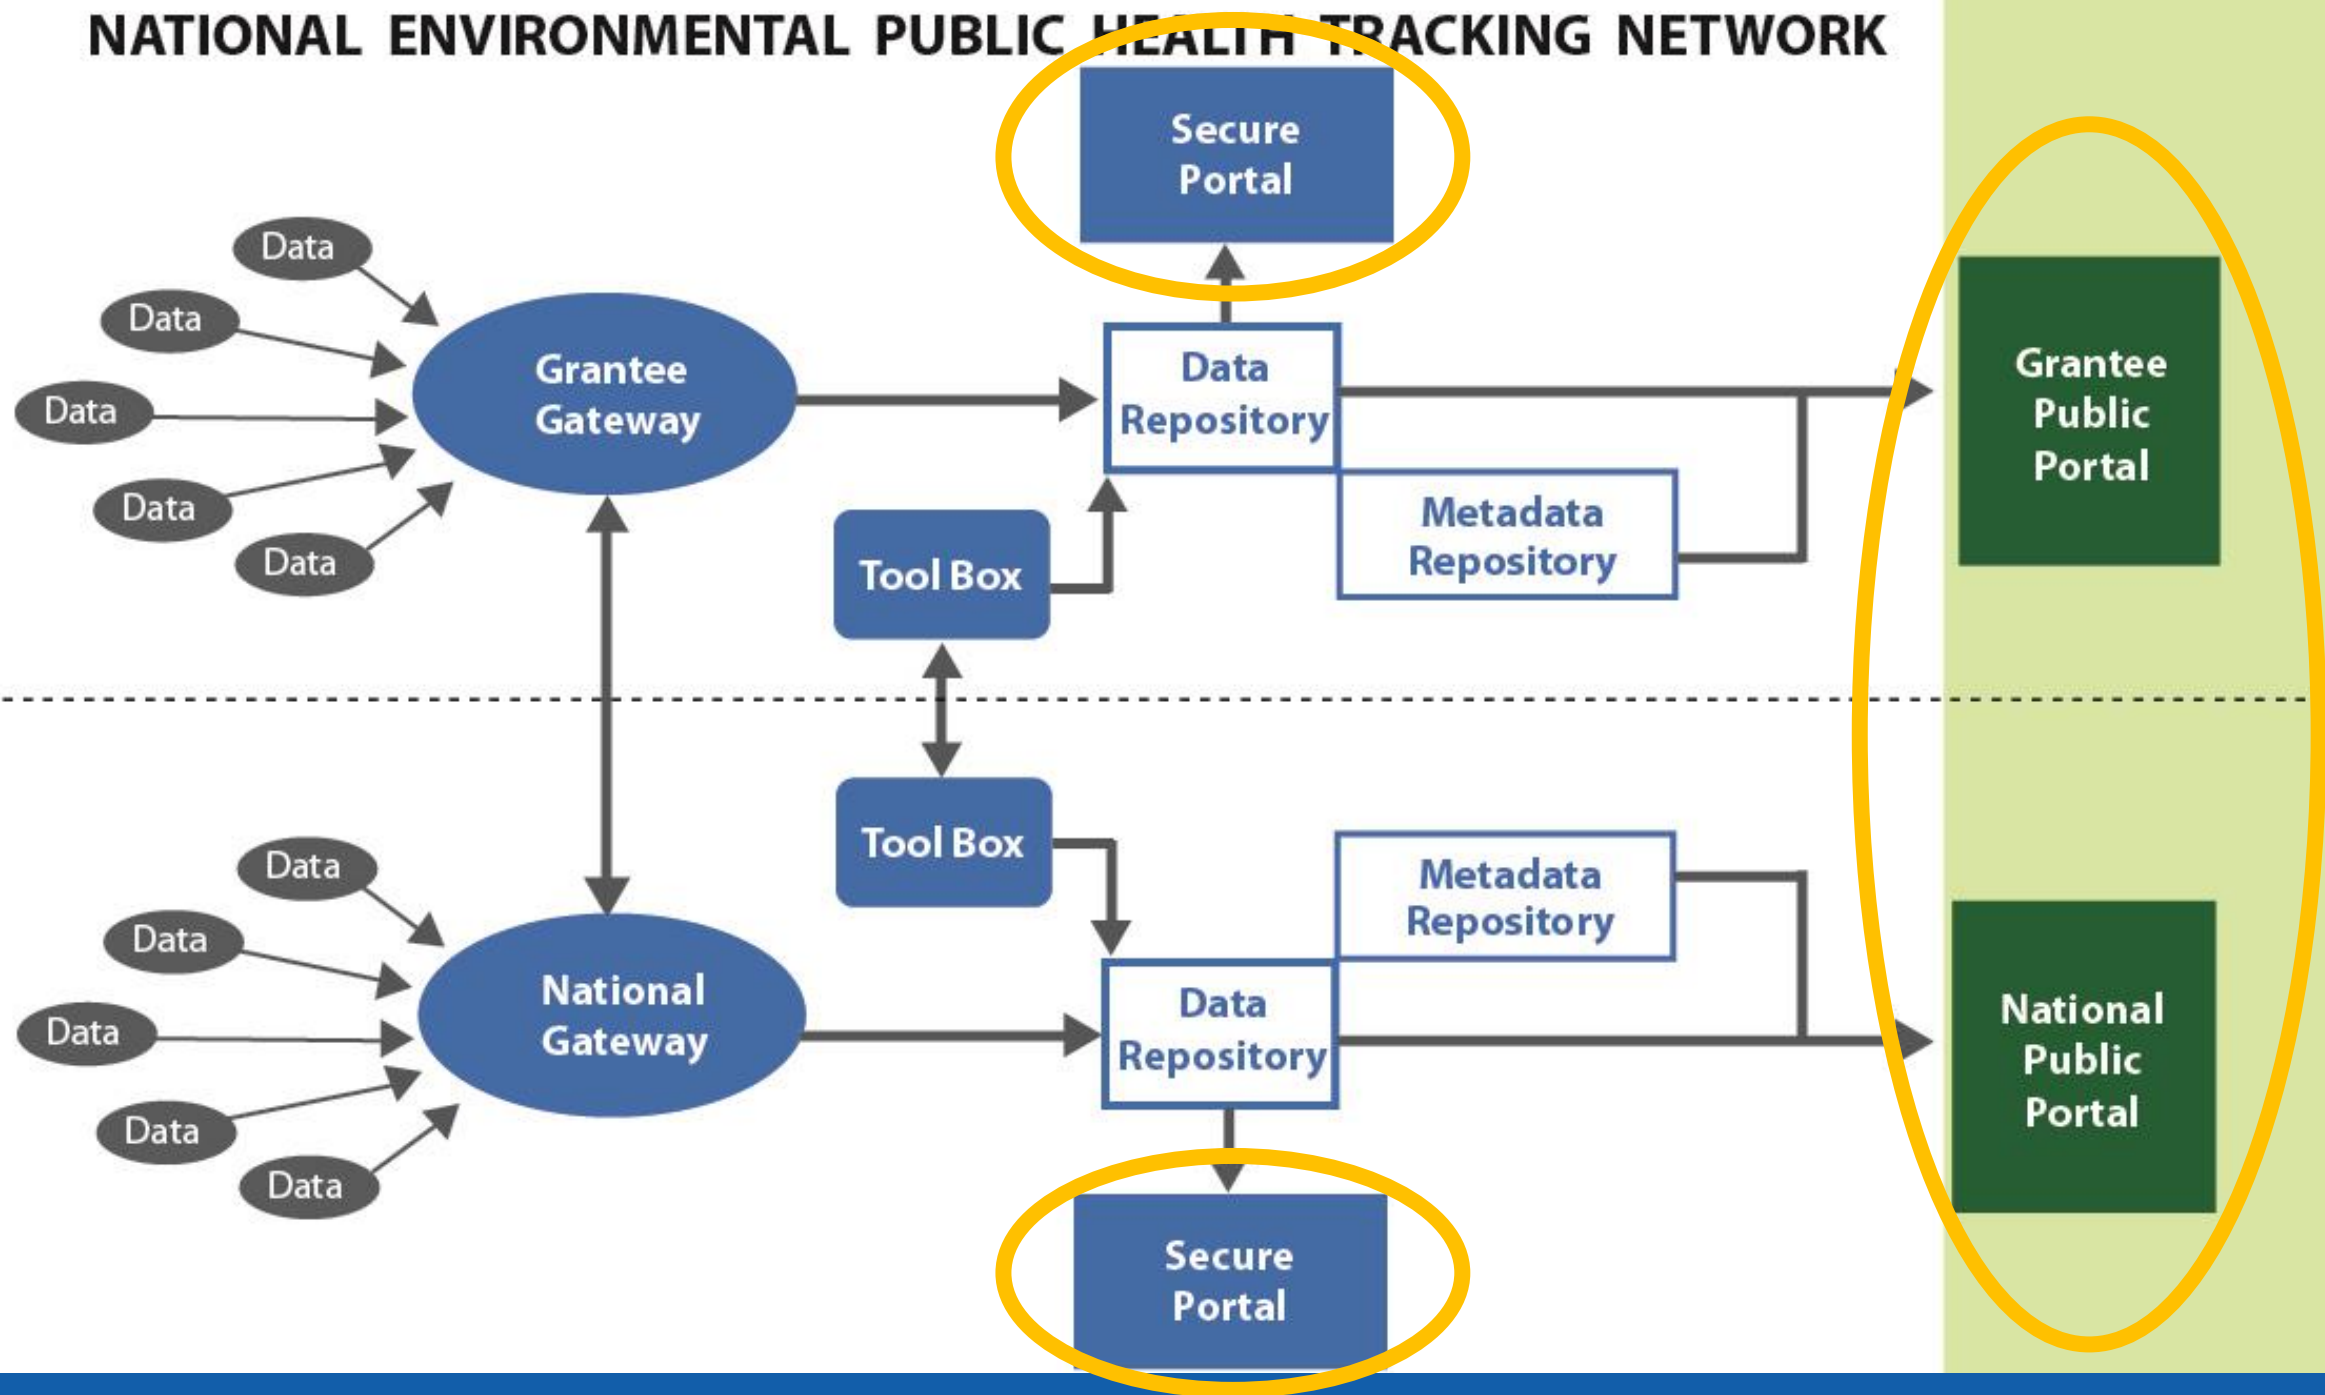 NATIONAL ENVIRONMENTAL PUBLIC HEALTH TRACKING NETWORK
Secure
Portal
Data
Data
Data
Data
Data
Grantee
Gateway
Data
Repository
Metadata
Repository
Tool Box
Grantee
Public
Portal
Tool Box
Data
Data
Data
Data
Data
National
Gateway
Metadata
Repository
Data
Repository
National
Public
Portal
Secure
Portal